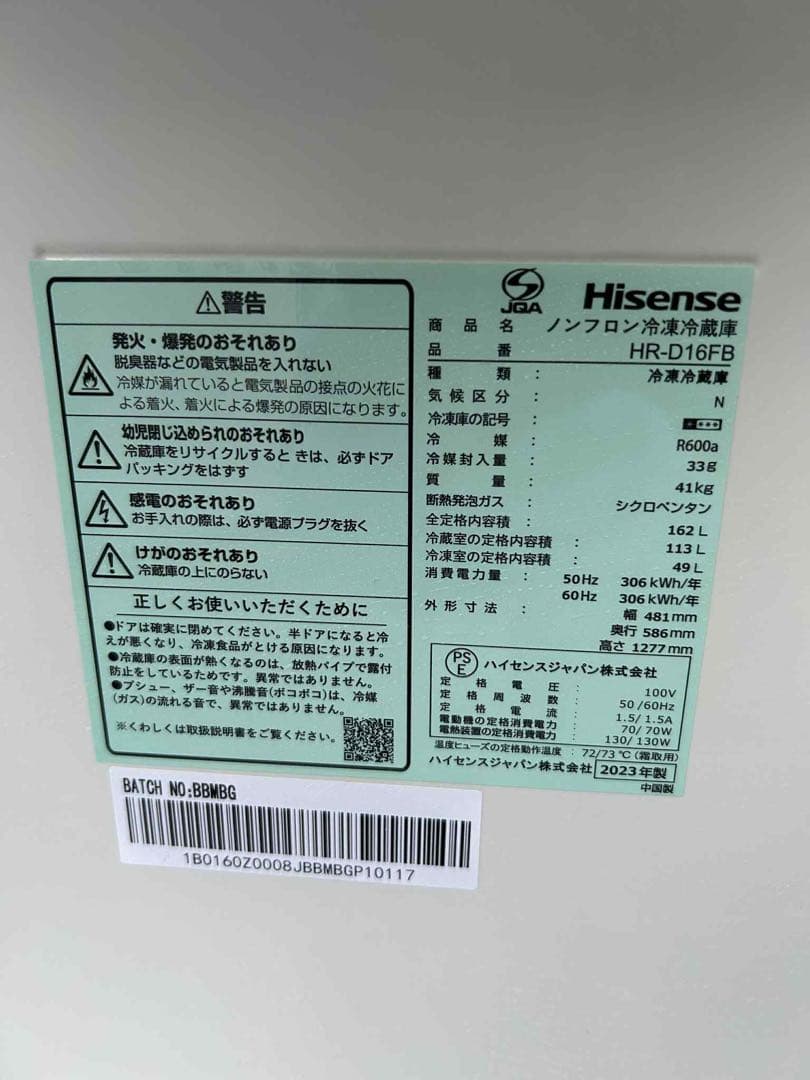 ⚠警告
発火・爆発のおそれあり
脱臭器などの電気製品を入れない
冷媒が漏れていると電気製品の接点の火花に
よる着火、着火による爆発の原因になります。
幼児閉じ込められのおそれあり
冷蔵庫をリサイクルすると きは、必ずドア
パッキングをはずす
感電のおそれあり
お手入れの際は、必ず電源プラグを抜く
けがのおそれあり
冷蔵庫の上にのらない
正しくお使いいただくために
●ドアは確実に閉めてください。半ドアになると冷
えが悪くなり、冷凍食品がとける原因になります。
●冷蔵庫の表面が熱くなるのは、放熱パイプで露付
防止をしているためです。異常ではありません。
●プシュー、ザー音や沸騰音(ポコポコ)は、冷媒
(ガス)の流れる音で、異常ではありません。
※くわしくは取扱説明書をご覧ください。
JQA
Hisense
商品名 ノンフロン冷凍冷蔵庫
品番 HR-D16FB
種類： 冷凍冷蔵庫
気候区分： N
冷凍庫の記号：
冷媒： R600a
冷媒封入量： 33g
質量： 41kg
断熱発泡ガス： シクロペンタン
全定格内容積： 162 L
冷蔵室の定格内容積： 113 L
冷凍室の定格内容積： 49 L
消費電力量： 50Hz 306 kWh/年
60Hz 306 kWh/年
外形寸法： 幅 481mm
奥行 586mm
高さ 1277mm
PSE ハイセンスジャパン株式会社
定格電圧： 100V
定格周波数： 50 /60Hz
定格電流： 1.5/ 1.5A
電動機の定格消費電力： 70/ 70W
電熱装置の定格消費電力： 130/ 130W
温度ヒューズの定格動作温度：72/73℃(霜取用)
ハイセンスジャパン株式会社 2023年製
中国製
BATCH NO:BBMBG
1B0160Z0008JBBMBGP10117